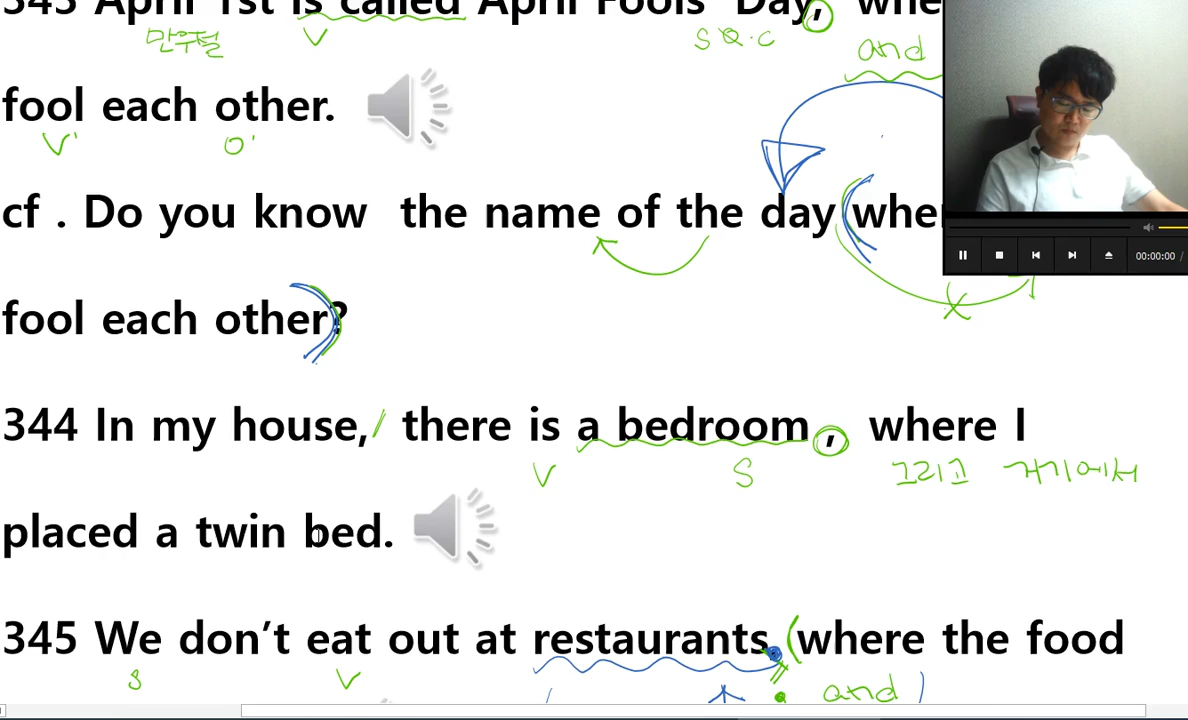 343 April 1st is called April Fools' Day, whe
만우절 V S Q.C and
fool each other.
V' O'
cf . Do you know the name of the day (when
X
fool each other)?
344 In my house, / there is a bedroom , where I
V S 그리고 거기에서
placed a twin bed.
345 We don't eat out at restaurants, (where the food
S V and
00:00:00 /